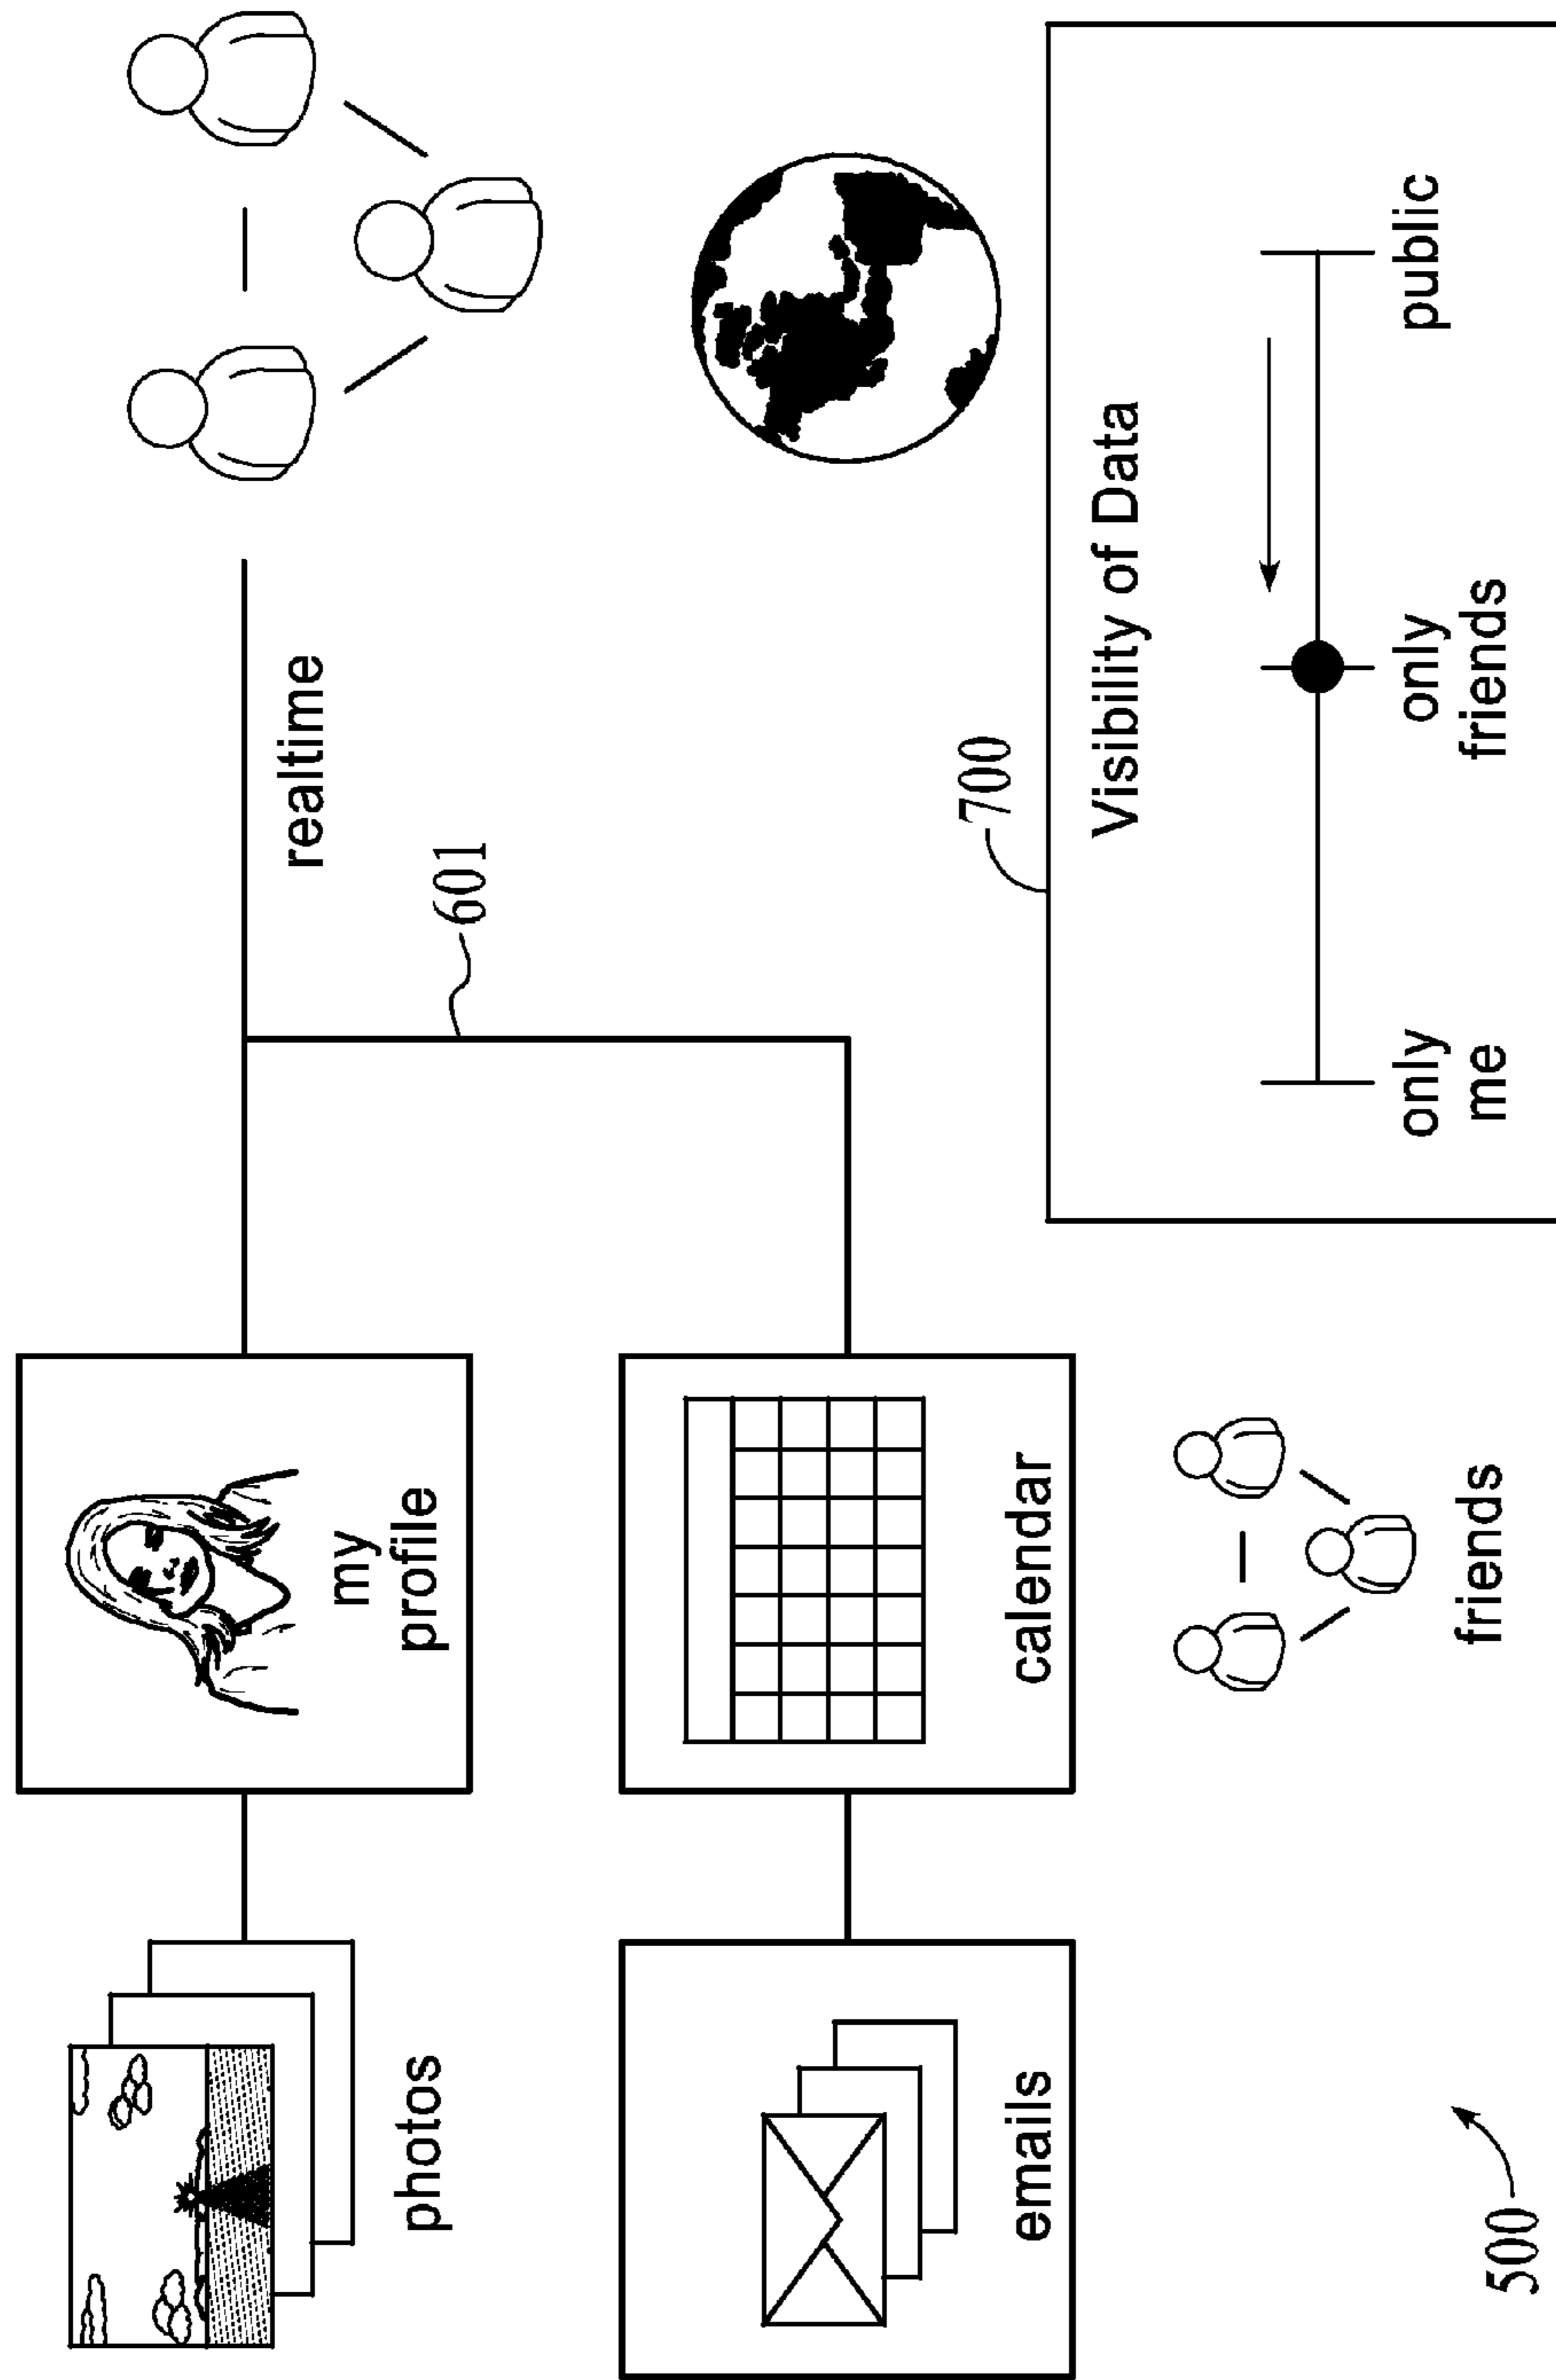 photos
my
profile
realtime
601
emails
calendar
700
Visibility of Data
only
me
only
friends
public
friends
500